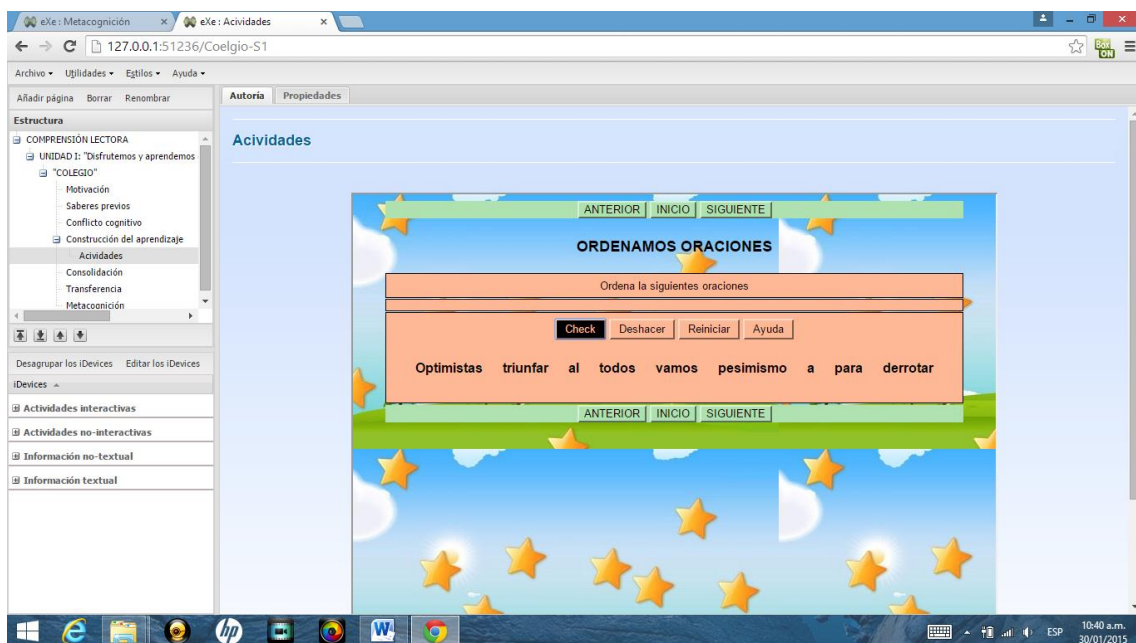 eXe : Metacognición
eXe : Acividades
127.0.0.1:51236/Coelgio-S1
Box ON
Archivo Utilidades Estilos Ayuda
Añadir página Borrar Renombrar
Autoría Propiedades
Estructura
COMPRENSIÓN LECTORA
UNIDAD I: "Disfrutemos y aprendemos
"COLEGIO"
Motivación
Saberes previos
Conflicto cognitivo
Construcción del aprendizaje
Acividades
Consolidación
Transferencia
Metacognición
Desagrupar los iDevices Editar los iDevices
iDevices
Actividades interactivas
Actividades no-interactivas
Información no-textual
Información textual
Acividades
ANTERIOR INICIO SIGUIENTE
ORDENAMOS ORACIONES
Ordena la siguientes oraciones
Check Deshacer Reiniciar Ayuda
Optimistas triunfar al todos vamos pesimismo a para derrotar
ANTERIOR INICIO SIGUIENTE
hp
W
ESP
10:40 a.m.
30/01/2015